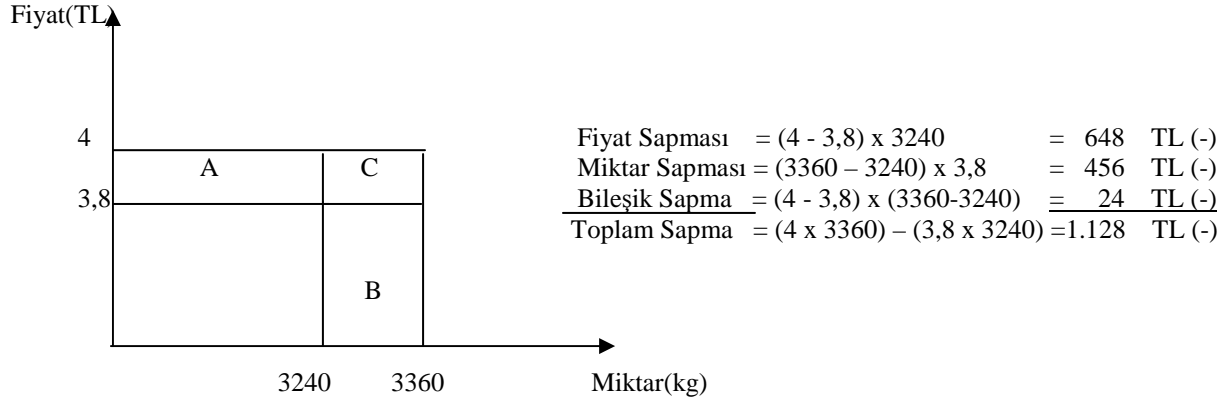 Fiyat(TL)
4
3,8
A
C
B
3240 3360 Miktar(kg)
Fiyat Sapması = (4 - 3,8) x 3240 = 648 TL (-)
Miktar Sapması = (3360 – 3240) x 3,8 = 456 TL (-)
Bileşik Sapma = (4 - 3,8) x (3360-3240) = 24 TL (-)
Toplam Sapma = (4 x 3360) – (3,8 x 3240) =1.128 TL (-)